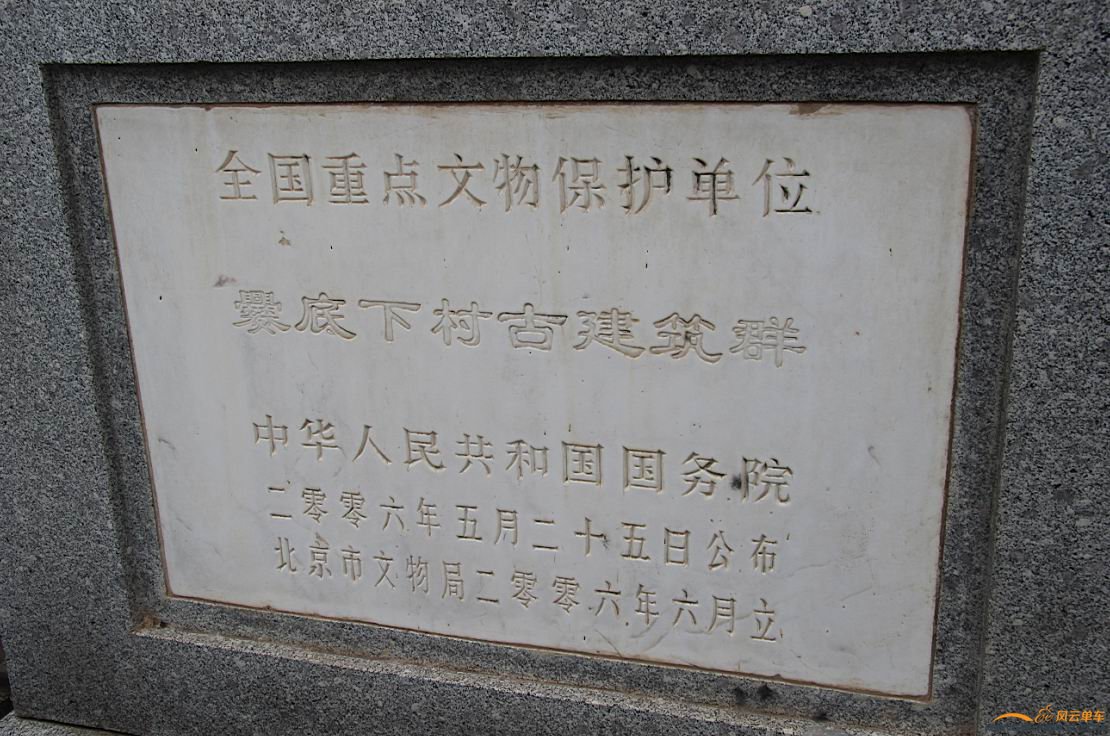 全国重点文物保护单位
爨底下村古建筑群
中华人民共和国国务院
二零零六年五月二十五日公布
北京市文物局二零零六年六月立
风云单车